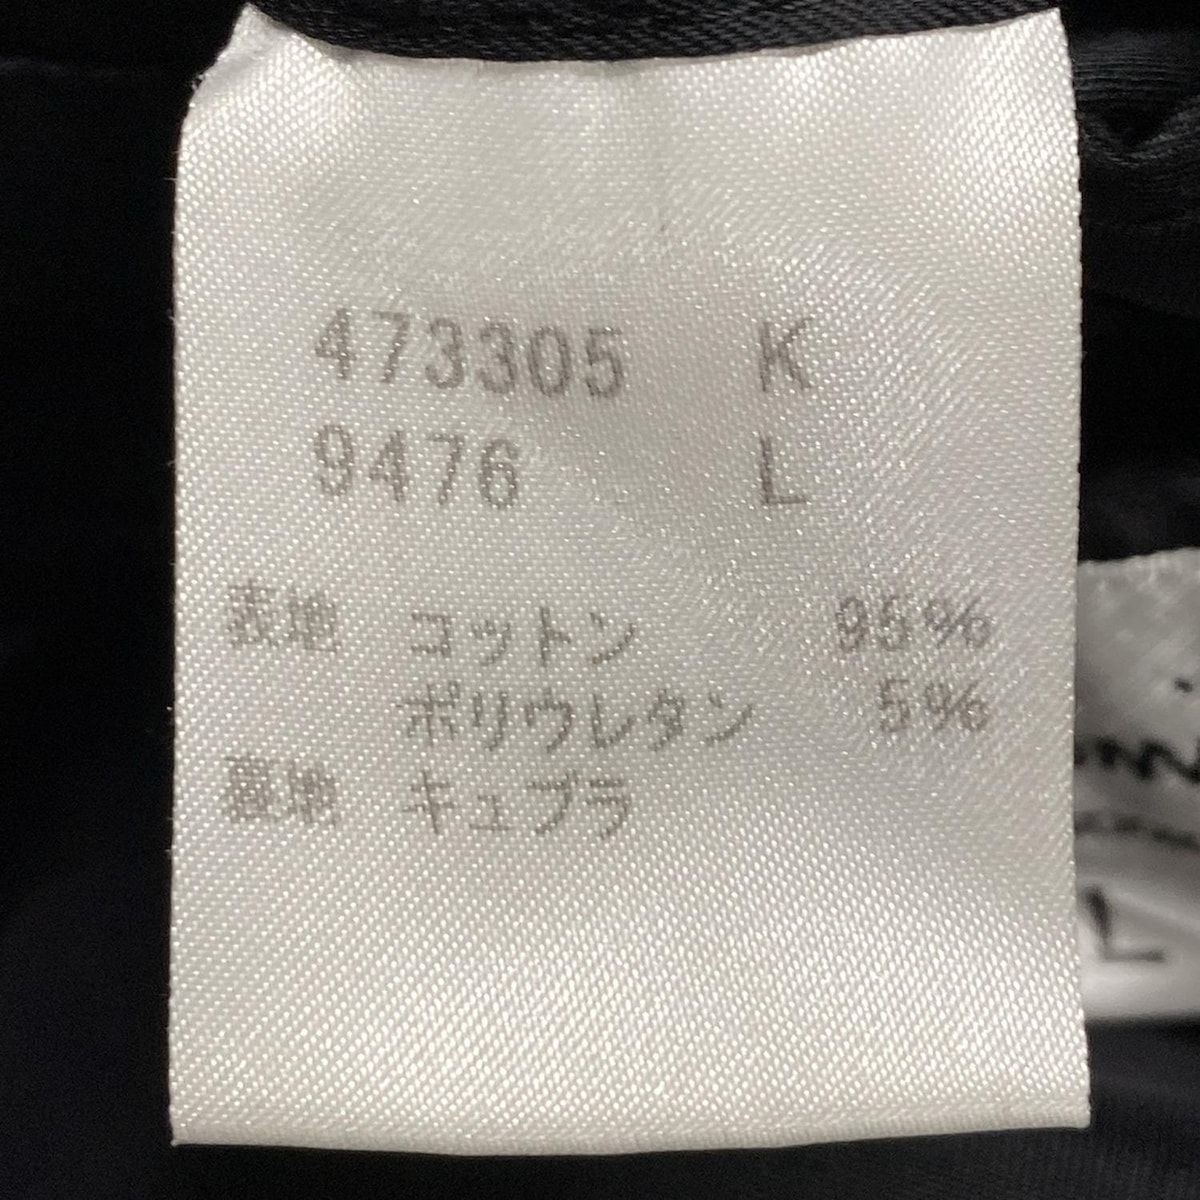 473305 K
9476 L
表地 コットン 95%
ポリウレタン 5%
裏地 キュプラ
L